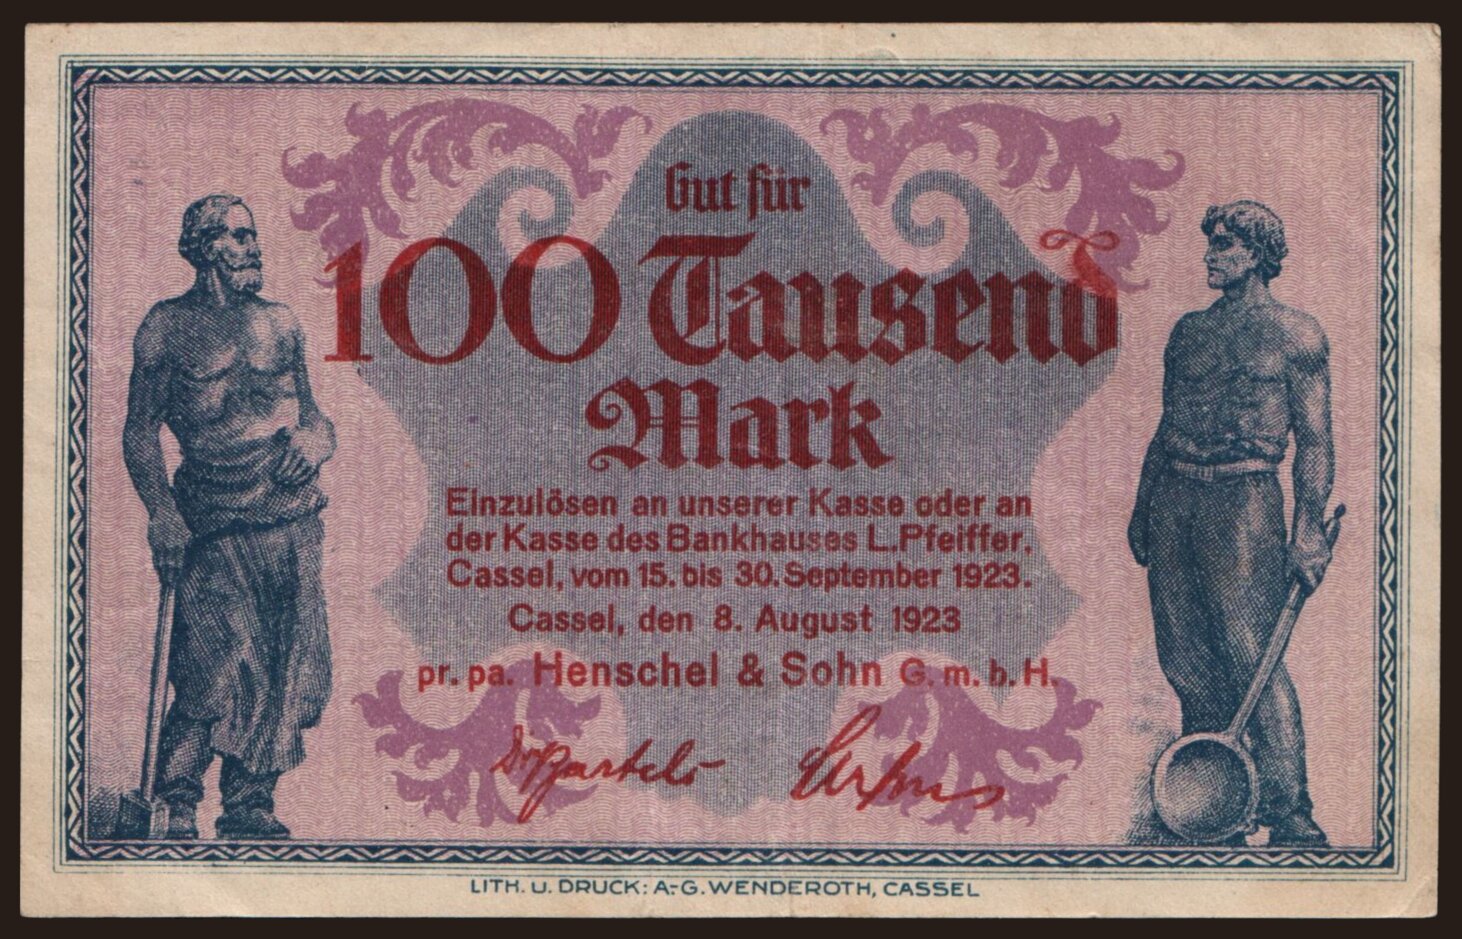 Gut für
100 Tausend
Mark
Einzulösen an unserer Kasse oder an
der Kasse des Bankhauses L.Pfeiffer.
Cassel, vom 15. bis 30. September 1923.
Cassel, den 8. August 1923
pr. pa. Henschel & Sohn G. m. b. H.
LITH. u. DRUCK: A.-G. WENDEROTH, CASSEL